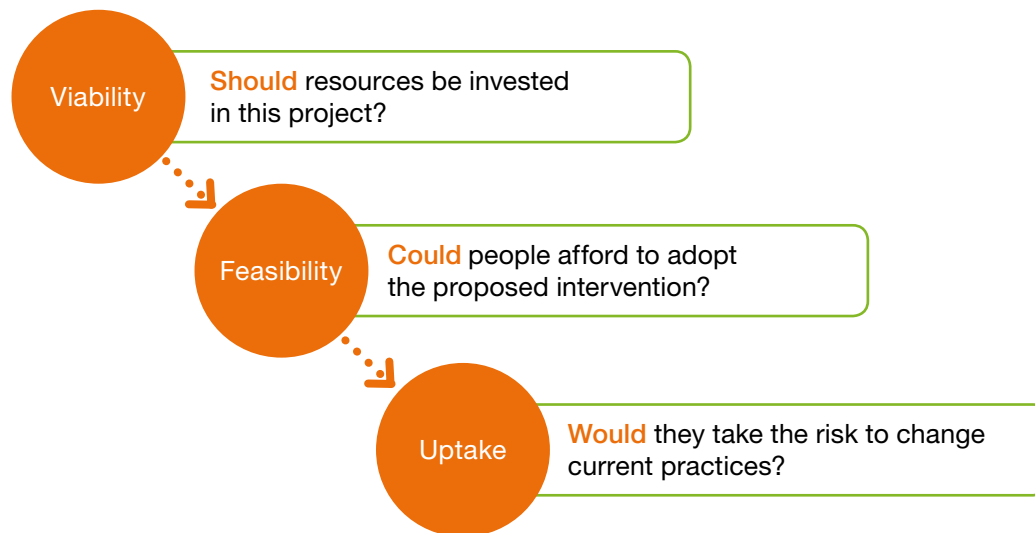 Viability
Should resources be invested
in this project?
Feasibility
Could people afford to adopt
the proposed intervention?
Uptake
Would they take the risk to change
current practices?